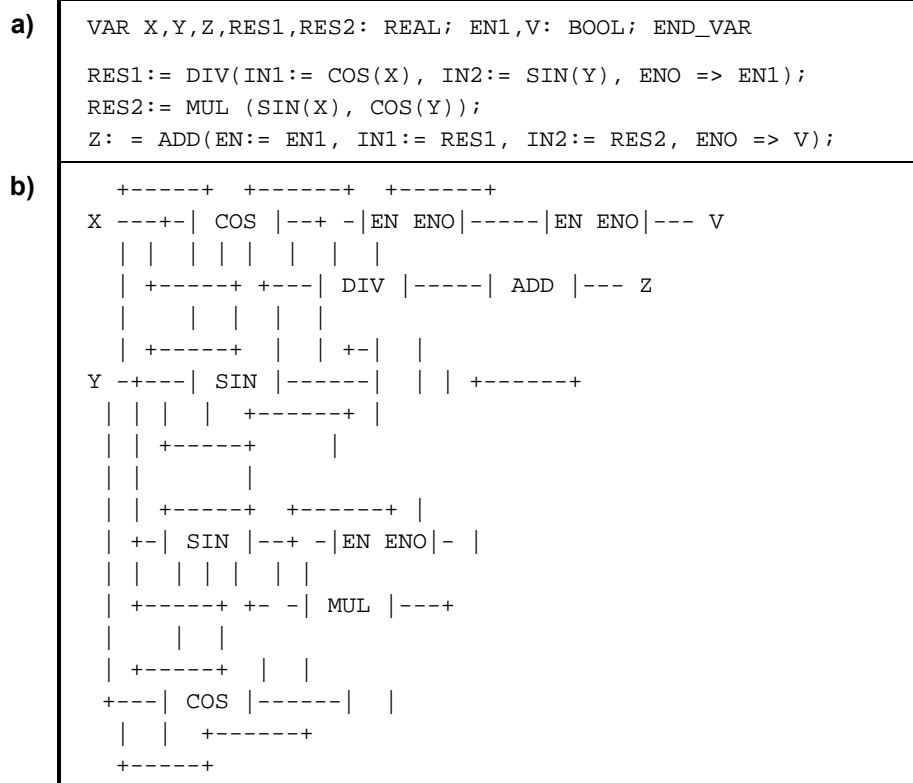 a) VAR X,Y,Z,RES1,RES2: REAL; EN1,V: BOOL; END_VAR
RES1:= DIV(IN1:= COS(X), IN2:= SIN(Y), ENO => EN1);
RES2:= MUL (SIN(X), COS(Y));
Z: = ADD(EN:= EN1, IN1:= RES1, IN2:= RES2, ENO => V);
b)   +-----+  +------+  +------+
X ---+-| COS |--+ -|EN ENO|-----|EN ENO|--- V
  | |  | | |  |  |  |
  | +-----+ +---| DIV |-----| ADD |--- Z
  |    |  |  |  |
  | +-----+  |  | +-|  |
Y -+---| SIN |------|  | | +------+
 | | |  |  +------+ |
 | | +-----+     |
 | |       |
 | | +-----+  +------+ |
 | +-| SIN |--+ -|EN ENO|- |
 | |  | | |  | |
 | +-----+ +- -| MUL |---+
 |    |  |
 | +-----+  |  |
 +---| COS |------|  |
  |  |  +------+
  +-----+